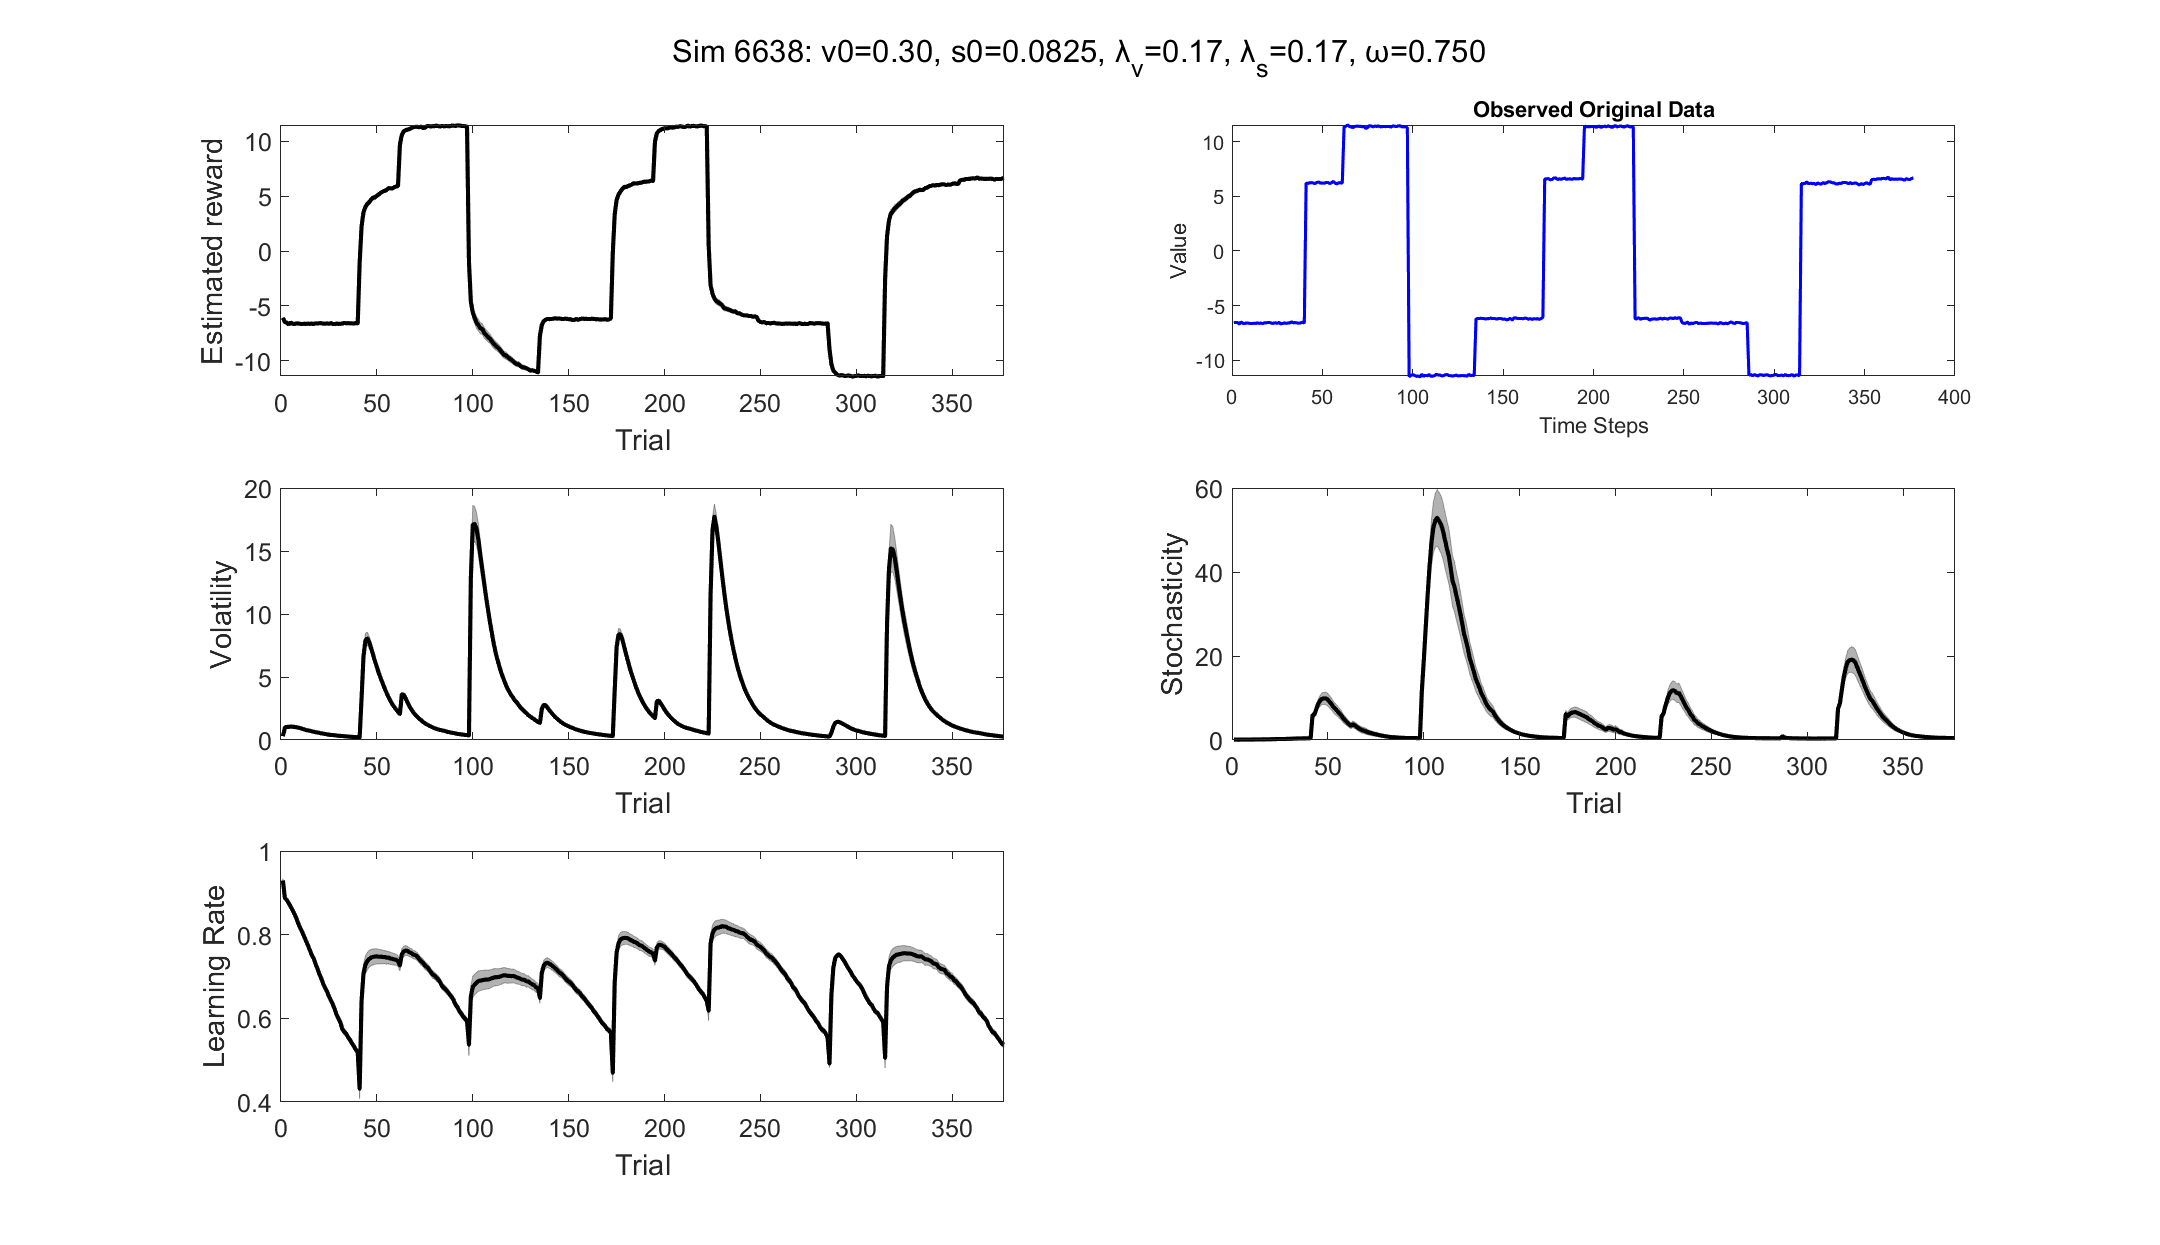 Sim 6638: v0=0.30, s0=0.0825, λv=0.17, λs=0.17, ω=0.750
Estimated reward
10
5
0
-5
-10
0 50 100 150 200 250 300 350
Trial
Observed Original Data
Value
10
5
0
-5
-10
0 50 100 150 200 250 300 350 400
Time Steps
Volatility
20
15
10
5
0
0 50 100 150 200 250 300 350
Trial
Stochasticity
60
40
20
0
0 50 100 150 200 250 300 350
Trial
Learning Rate
1
0.8
0.6
0.4
0 50 100 150 200 250 300 350
Trial